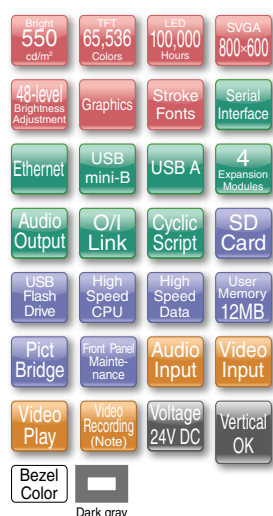 Bright
550
cd/m²
TFT
65,536
Colors
LED
100,000
Hours
SVGA
800×600
48-level
Brightness
Adjustment
Graphics
Stroke
Fonts
Serial
Interface
Ethernet
USB
mini-B
USB A
4
Expansion
Modules
Audio
Output
O/I
Link
Cyclic
Script
SD
Card
USB
Flash
Drive
High
Speed
CPU
High
Speed
Data
User
Memory
12MB
Pict
Bridge
Front Panel
Mainte-
nance
Audio
Input
Video
Input
Video
Play
Video
Recording
(Note)
Voltage
24V DC
Vertical
OK
Bezel
Color
Dark gray